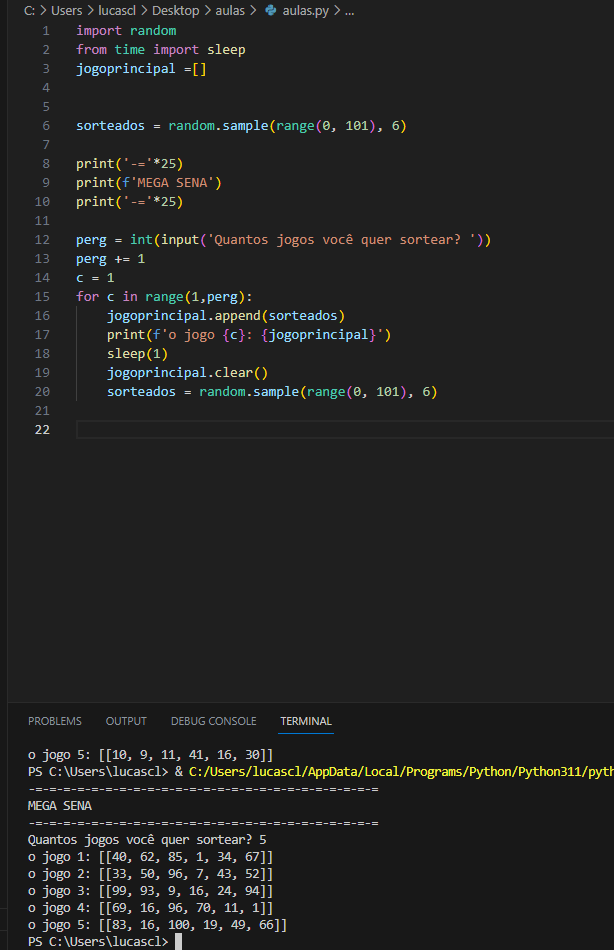 C: > Users > lucascl > Desktop > aulas > aulas.py > ...
1 import random
2 from time import sleep
3 jogoprincipal =[]
4
5
6 sorteados = random.sample(range(0, 101), 6)
7
8 print('-='*25)
9 print(f'MEGA SENA')
10 print('-='*25)
11
12 perg = int(input('Quantos jogos você quer sortear? '))
13 perg += 1
14 c = 1
15 for c in range(1,perg):
16     jogoprincipal.append(sorteados)
17     print(f'o jogo {c}: {jogoprincipal}')
18     sleep(1)
19     jogoprincipal.clear()
20     sorteados = random.sample(range(0, 101), 6)
21
22
PROBLEMS OUTPUT DEBUG CONSOLE TERMINAL
o jogo 5: [[10, 9, 11, 41, 16, 30]]
PS C:\Users\lucascl> & C:/Users/lucascl/AppData/Local/Programs/Python/Python311/pyth
-=-=-=-=-=-=-=-=-=-=-=-=-=-=-=-=-=-=-=-=-=-=-=-=-=
MEGA SENA
-=-=-=-=-=-=-=-=-=-=-=-=-=-=-=-=-=-=-=-=-=-=-=-=-=
Quantos jogos você quer sortear? 5
o jogo 1: [[40, 62, 85, 1, 34, 67]]
o jogo 2: [[33, 50, 96, 7, 43, 52]]
o jogo 3: [[99, 93, 9, 16, 24, 94]]
o jogo 4: [[69, 16, 96, 70, 11, 1]]
o jogo 5: [[83, 16, 100, 19, 49, 66]]
PS C:\Users\lucascl>